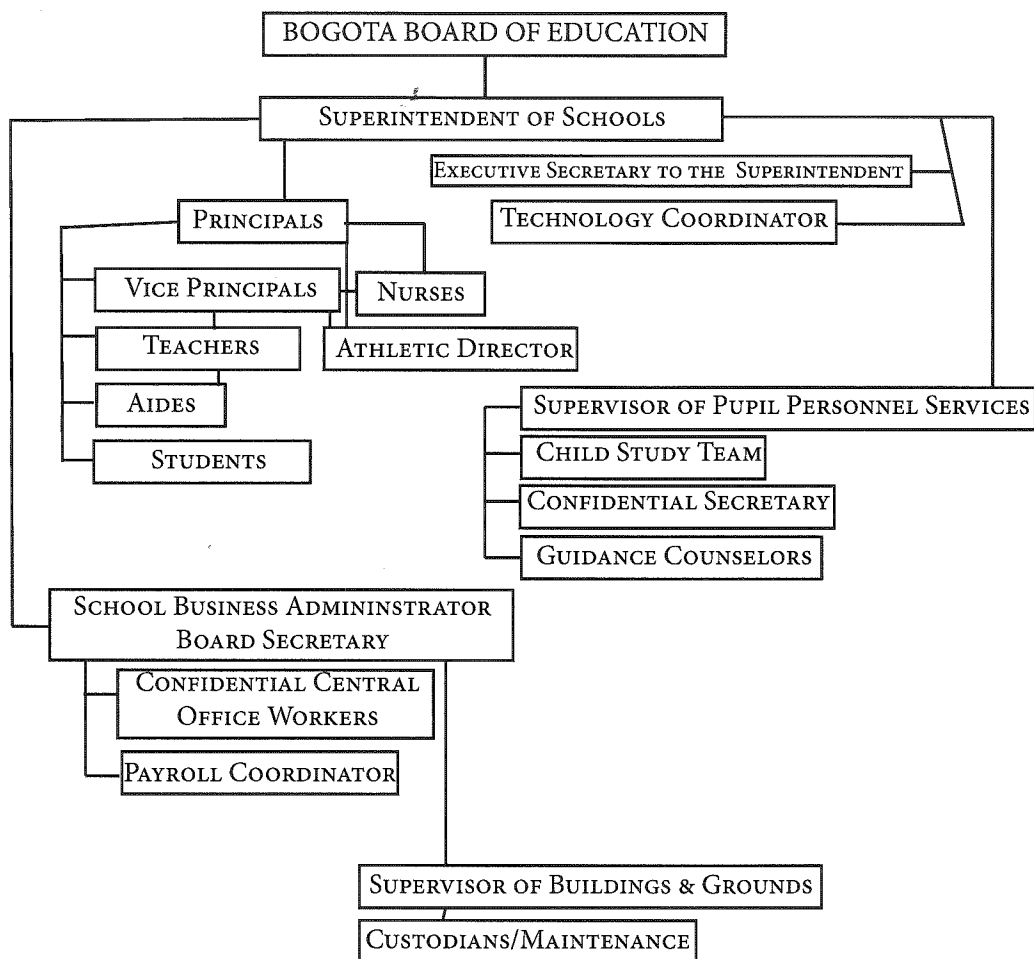 BOGOTA BOARD OF EDUCATION
SUPERINTENDENT OF SCHOOLS
EXECUTIVE SECRETARY TO THE SUPERINTENDENT
PRINCIPALS
TECHNOLOGY COORDINATOR
VICE PRINCIPALS
NURSES
TEACHERS
ATHLETIC DIRECTOR
AIDES
STUDENTS
SUPERVISOR OF PUPIL PERSONNEL SERVICES
CHILD STUDY TEAM
CONFIDENTIAL SECRETARY
GUIDANCE COUNSELORS
SCHOOL BUSINESS ADMININSTRATOR
BOARD SECRETARY
CONFIDENTIAL CENTRAL
OFFICE WORKERS
PAYROLL COORDINATOR
SUPERVISOR OF BUILDINGS & GROUNDS
CUSTODIANS/MAINTENANCE